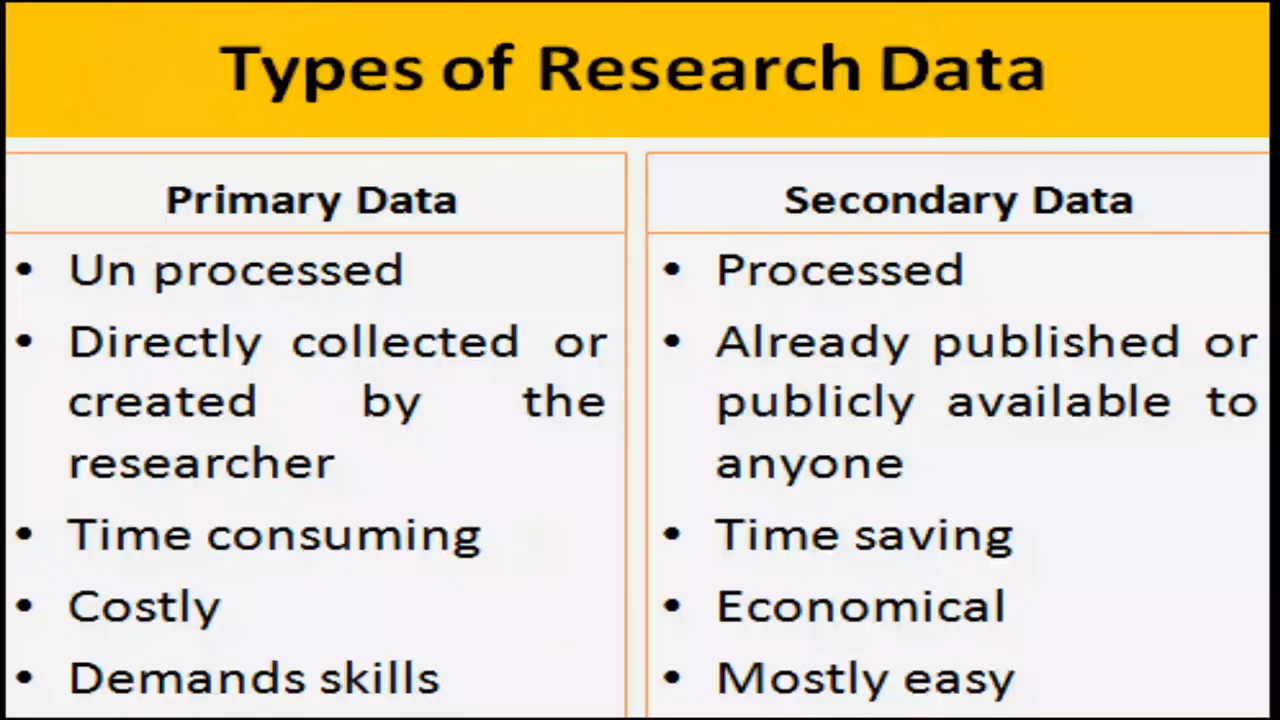 Types of Research Data
Primary Data
• Un processed
• Directly collected or
created by the
researcher
• Time consuming
• Costly
• Demands skills
Secondary Data
• Processed
• Already published or
publicly available to
anyone
• Time saving
• Economical
• Mostly easy